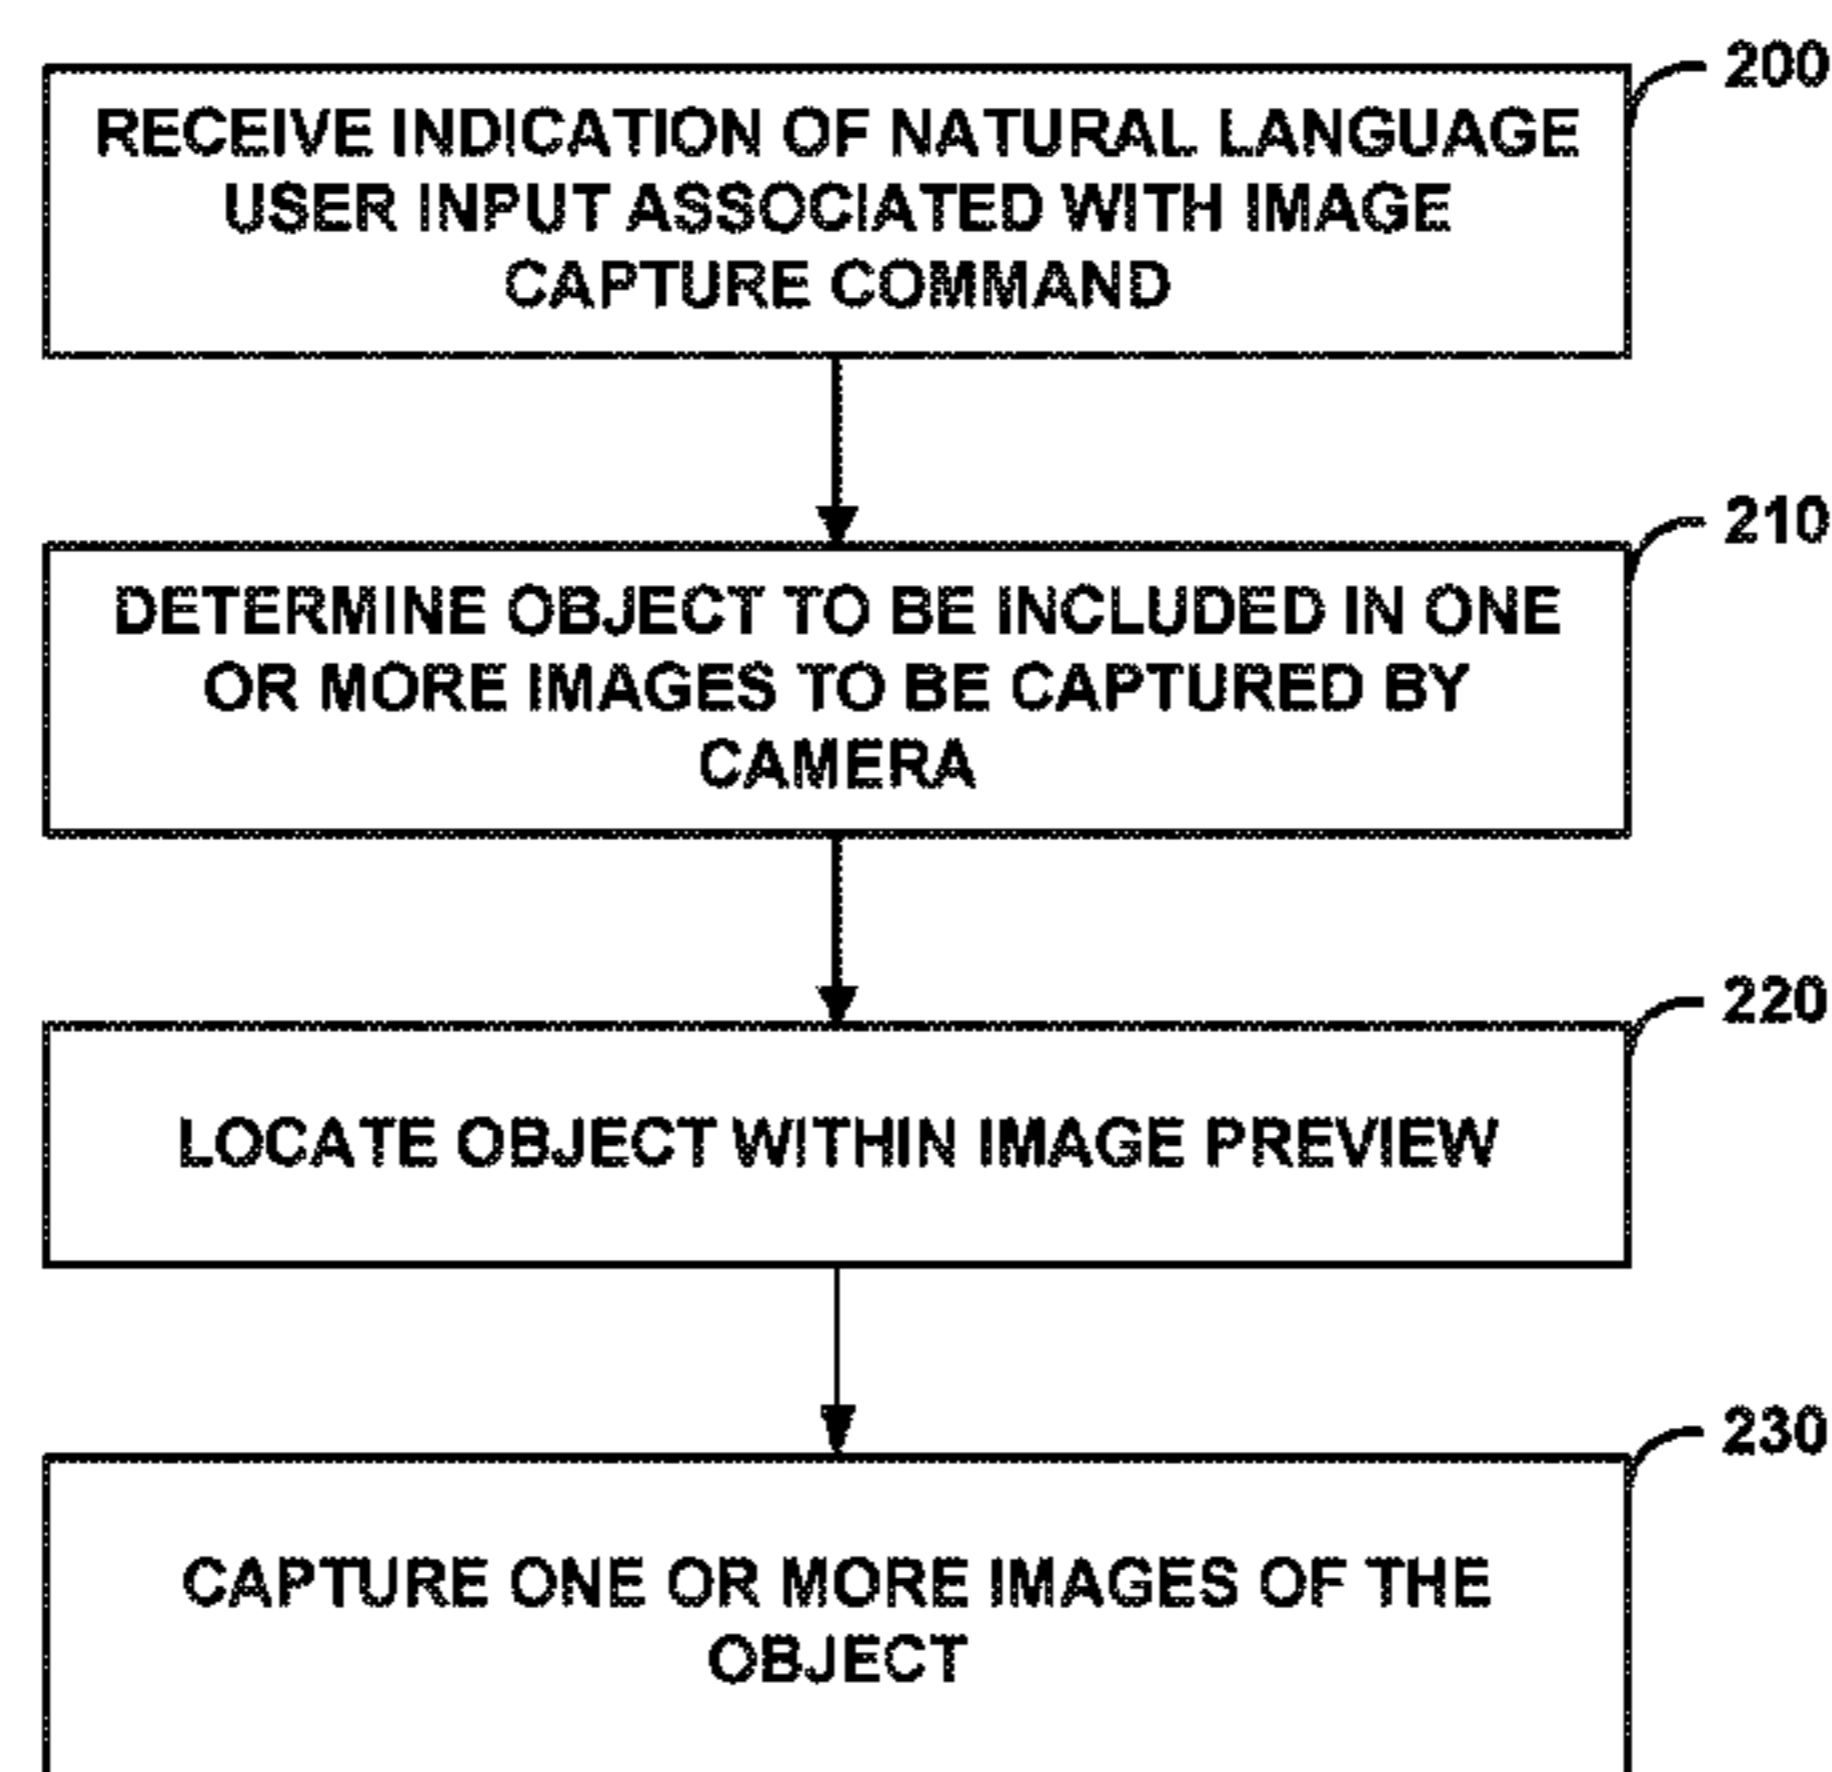 200
RECEIVE INDICATION OF NATURAL LANGUAGE
USER INPUT ASSOCIATED WITH IMAGE
CAPTURE COMMAND
210
DETERMINE OBJECT TO BE INCLUDED IN ONE
OR MORE IMAGES TO BE CAPTURED BY
CAMERA
220
LOCATE OBJECT WITHIN IMAGE PREVIEW
230
CAPTURE ONE OR MORE IMAGES OF THE
OBJECT